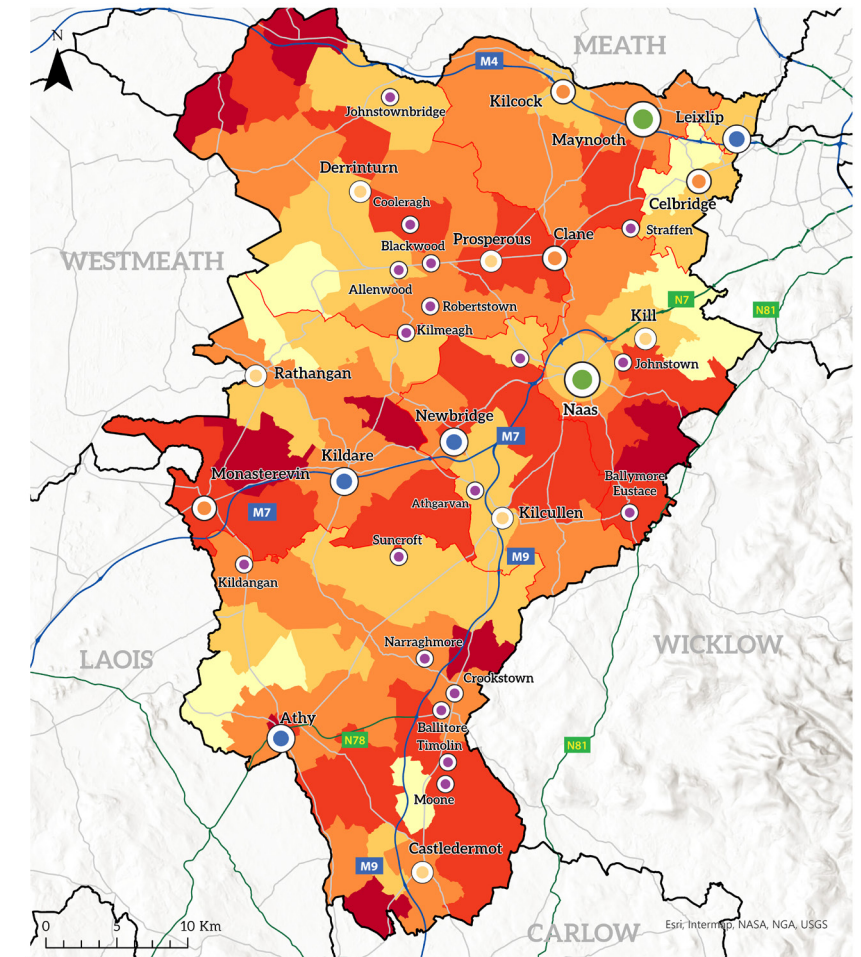 N
MEATH
M4
Kilcock
Johnstownbridge
Leixlip
Maynooth
Derrinturn
Celbridge
Cooleragh
Straffen
Blackwood
Prosperous
Clane
WESTMEATH
Allenwood
N7
Robertstown
Kill
N81
Kilmeagh
Johnstown
Rathangan
Naas
Newbridge
M7
Kildare
Monasterevin
Ballymore
Eustace
Athgarvan
M7
Kilcullen
Suncroft
M9
Kildangan
Narraghmore
WICKLOW
LAOIS
Crookstown
Athy
Ballitore
N78
Timolin
N81
Moone
Castledermot
M9
0 5 10 Km
CARLOW
Esri, Intermap, NASA, NGA, USGS